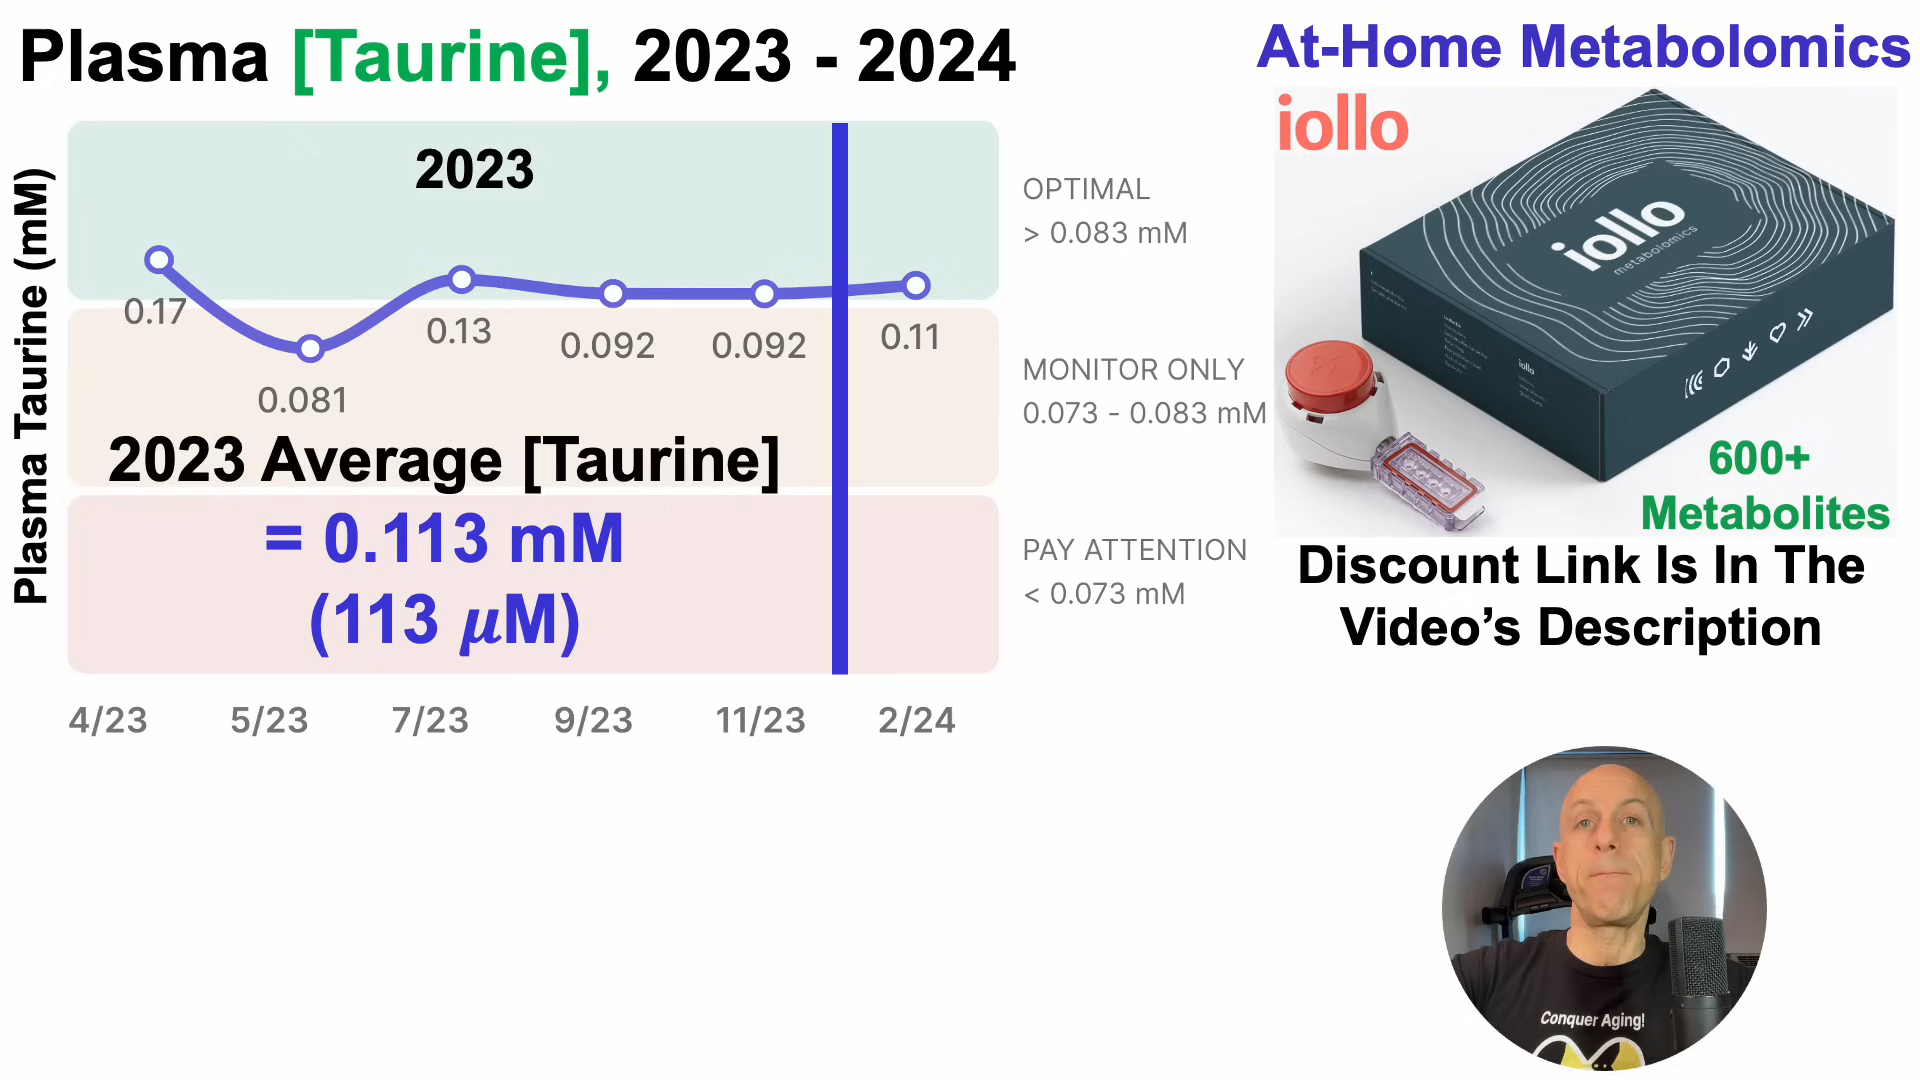 Plasma [Taurine], 2023 - 2024
Plasma Taurine (mM)
2023
0.17
0.081
0.13
0.092
0.092
0.11
2023 Average [Taurine]
= 0.113 mM
(113 μM)
4/23
5/23
7/23
9/23
11/23
2/24
OPTIMAL
> 0.083 mM
MONITOR ONLY
0.073 - 0.083 mM
PAY ATTENTION
< 0.073 mM
At-Home Metabolomics
iollo
iollo
metabolomics
iollo
600+
Metabolites
Discount Link Is In The
Video’s Description
Conquer Aging!